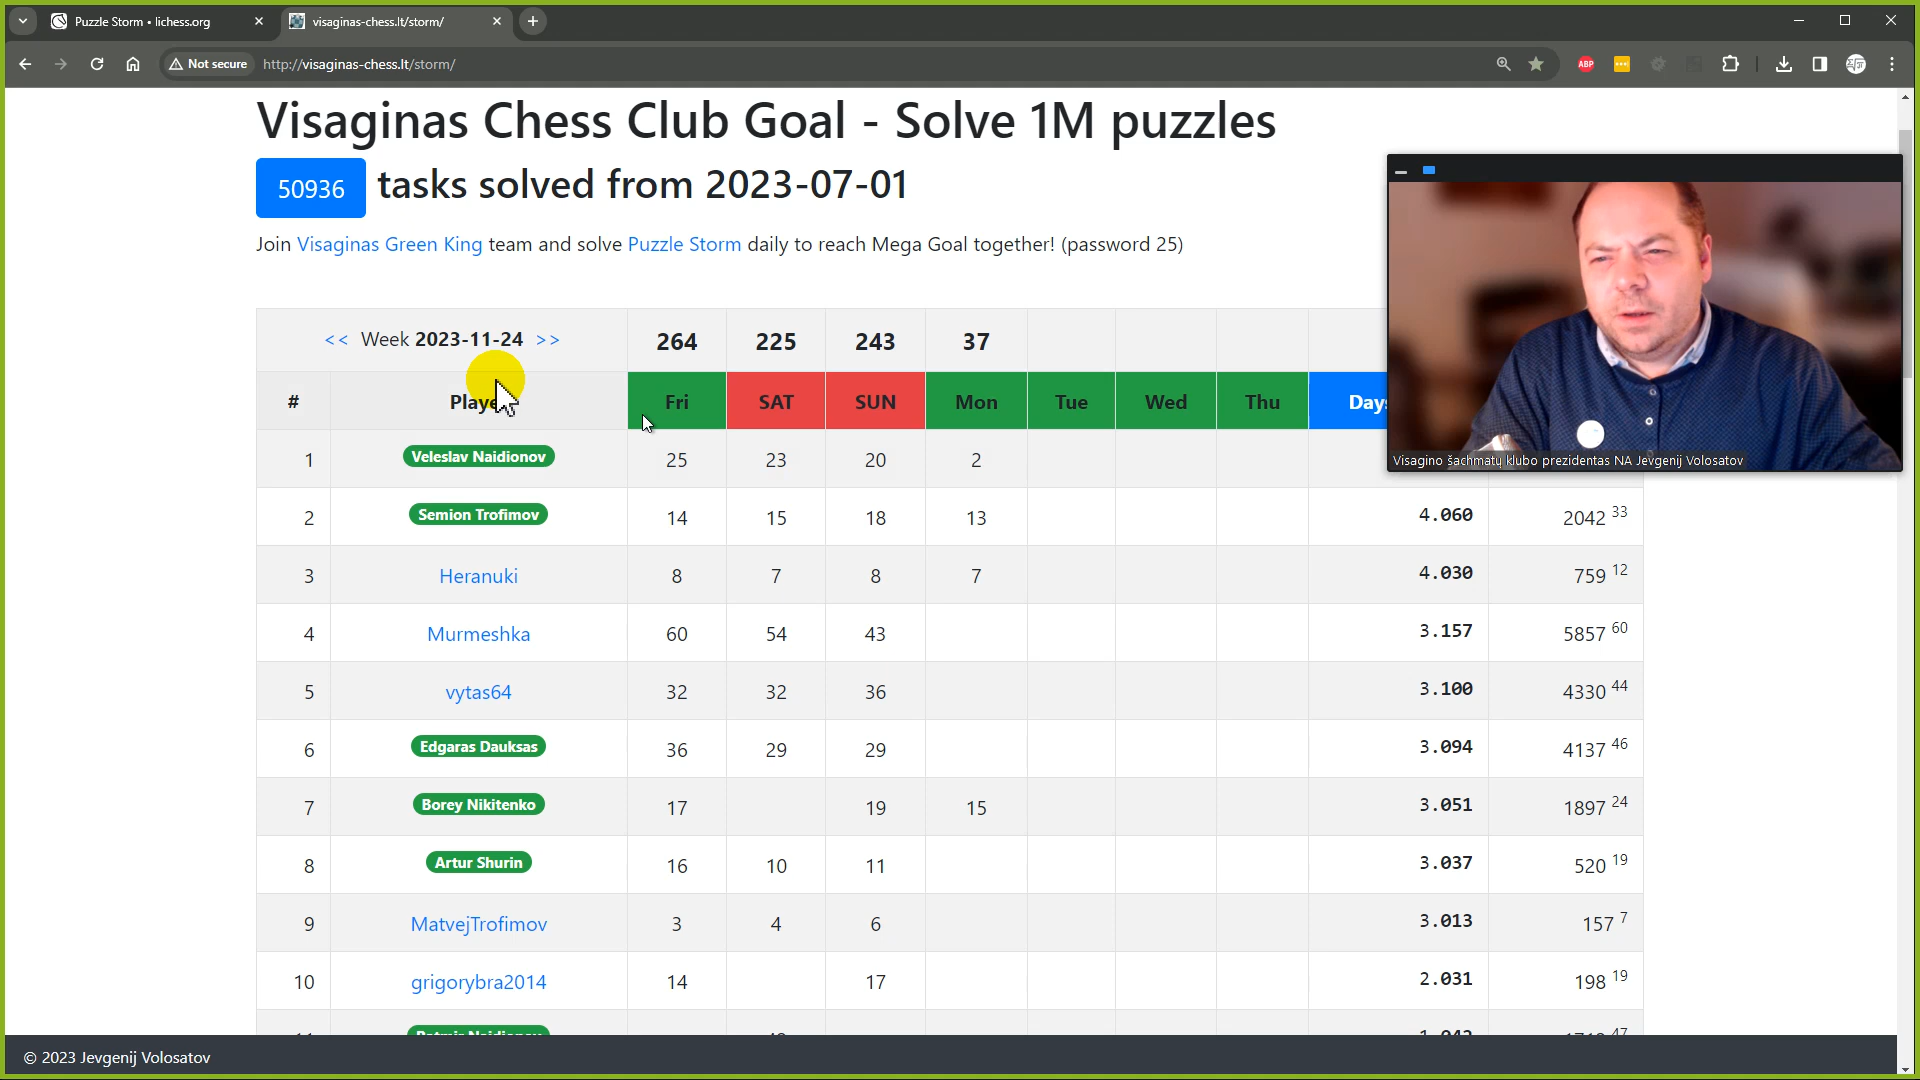 Puzzle Storm • lichess.org
visaginas-chess.lt/storm/
Not secure
http://visaginas-chess.lt/storm/
ABP
Visaginas Chess Club Goal - Solve 1M puzzles
50936 tasks solved from 2023-07-01
Join Visaginas Green King team and solve Puzzle Storm daily to reach Mega Goal together! (password 25)
<< Week 2023-11-24 >> 264 225 243 37
# Fri SAT SUN Mon Tue Wed Thu
1 Veleslav Naidionov 25 23 20 2
Visagino šachmatų klubo prezidentas NA Jevgenij Volosatov
2 Semion Trofimov 14 15 18 13 4.060 2042 33
3 Heranuki 8 7 8 7 4.030 759 12
4 Murmeshka 60 54 43 3.157 5857 60
5 vytas64 32 32 36 3.100 4330 44
6 Edgaras Dauksas 36 29 29 3.094 4137 46
7 Borey Nikitenko 17 19 15 3.051 1897 24
8 Artur Shurin 16 10 11 3.037 520 19
9 MatvejTrofimov 3 4 6 3.013 157 7
10 grigorybra2014 14 17 2.031 198 19
© 2023 Jevgenij Volosatov